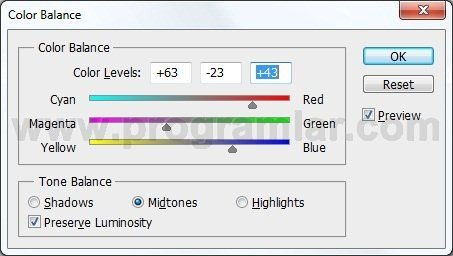 Color Balance
Color Balance
Color Levels: +63 -23 +43
Cyan Red
Magenta Green
Yellow Blue
OK
Reset
Preview
www.programlar.com
Tone Balance
Shadows Midtones Highlights
Preserve Luminosity